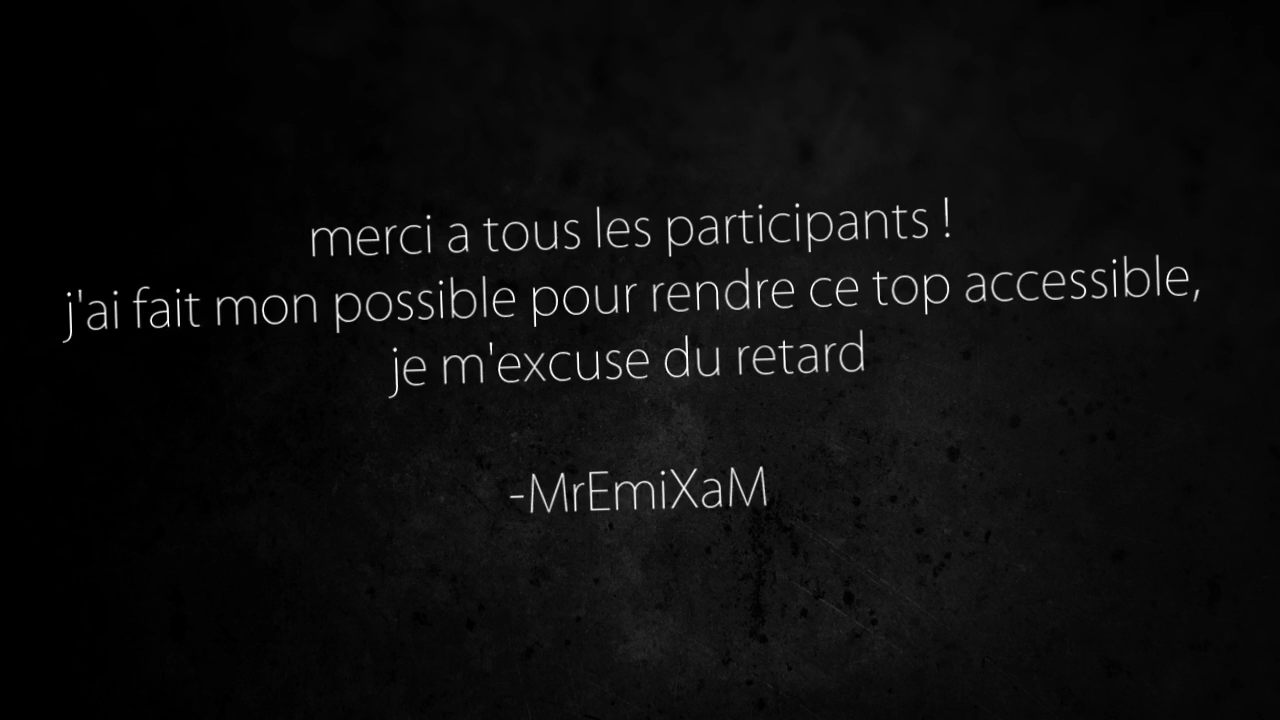 merci a tous les participants !
j'ai fait mon possible pour rendre ce top accessible,
je m'excuse du retard
-MrEmiXaM